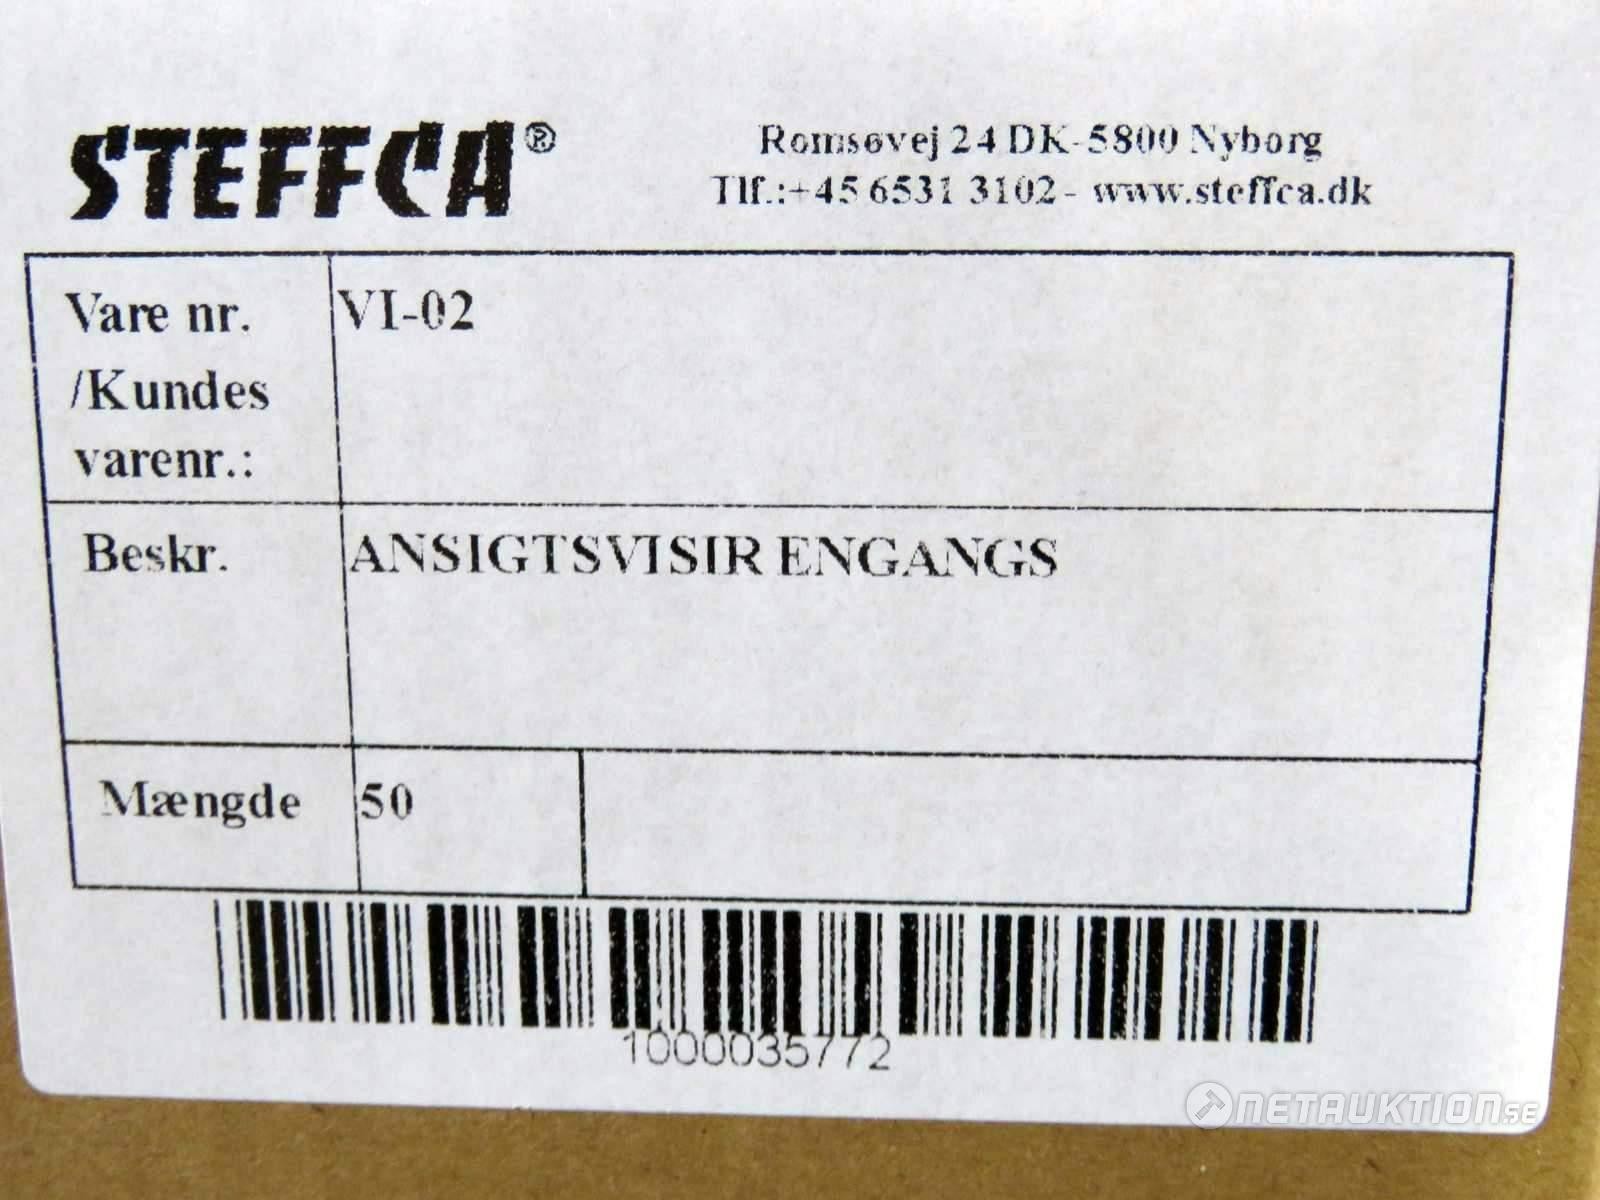 STEFFCA®
Romsøvej 24 DK-5800 Nyborg
Tlf.:+45 6531 3102- www.steffca.dk
Vare nr. VI-02
/Kundes
varenr.:
Beskr. ANSIGTSVISIR ENGANGS
Mængde 50
1000035772
NETAUKTION.SE